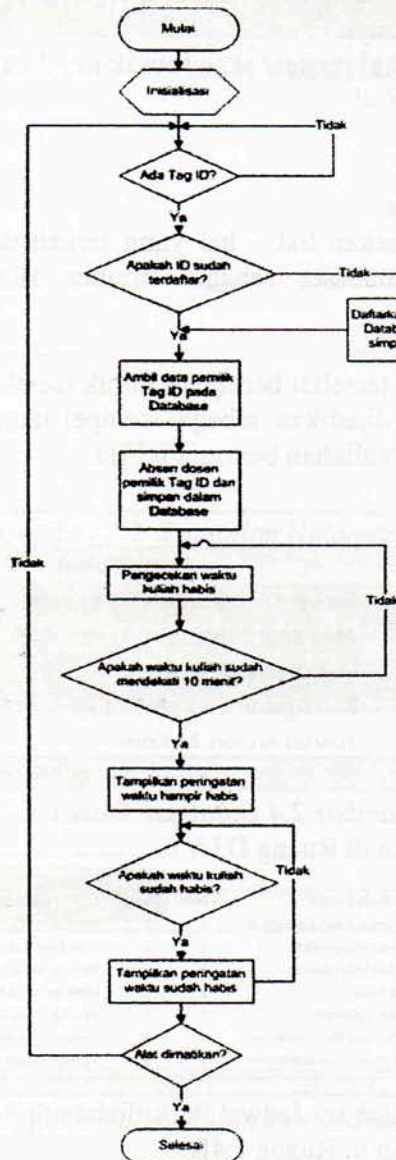 Mulai
Inisialisasi
Tidak
Ada Tag ID?
Ya
Apakah ID sudah
terdaftar?
Tidak
Ya
Daftarka
Datab
simp
Ambil data pemilik
Tag ID pada
Database
Absen dosen
pemilik Tag ID dan
simpan dalam
Database
Tidak
Pengecekan waktu
kuliah habis
Tidak
Apakah waktu kuliah sudah
mendekati 10 menit?
Ya
Tampilkan peringatan
waktu hampir habis
Apakah waktu kuliah
sudah habis?
Tidak
Ya
Tampilkan peringatan
waktu sudah habis
Alat dimatikan?
Selesai